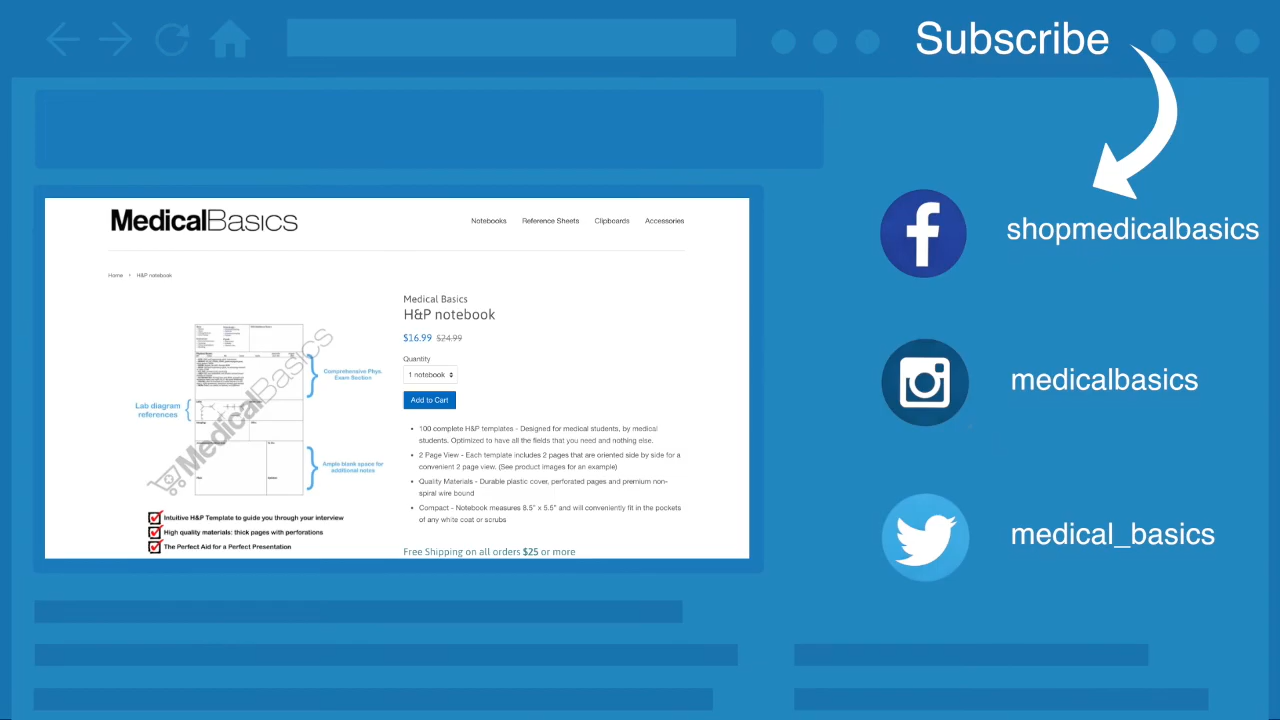 Subscribe
shopmedicalbasics
medicalbasics
medical_basics
MedicalBasics
Notebooks Reference Sheets Clipboards Accessories
Home › H&P notebook
Medical Basics
H&P notebook
$16.99 $24.99
Quantity
1 notebook
Add to Cart
• 100 complete H&P templates - Designed for medical students, by medical
students. Optimized to have all the fields that you need and nothing else.
• 2 Page View - Each template includes 2 pages that are oriented side by side for a
convenient 2 page view. (See product images for an example)
• Quality Materials - Durable plastic cover, perforated pages and premium non-
spiral wire bound
• Compact - Notebook measures 8.5" x 5.5" and will conveniently fit in the pockets
of any white coat or scrubs
Free Shipping on all orders $25 or more
Comprehensive Phys.
Exam Section
Lab diagram
references
Ample blank space for
additional notes
MedicalBasics
Intuitive H&P Template to guide you through your interview
High quality materials: thick pages with perforations
The Perfect Aid for a Perfect Presentation